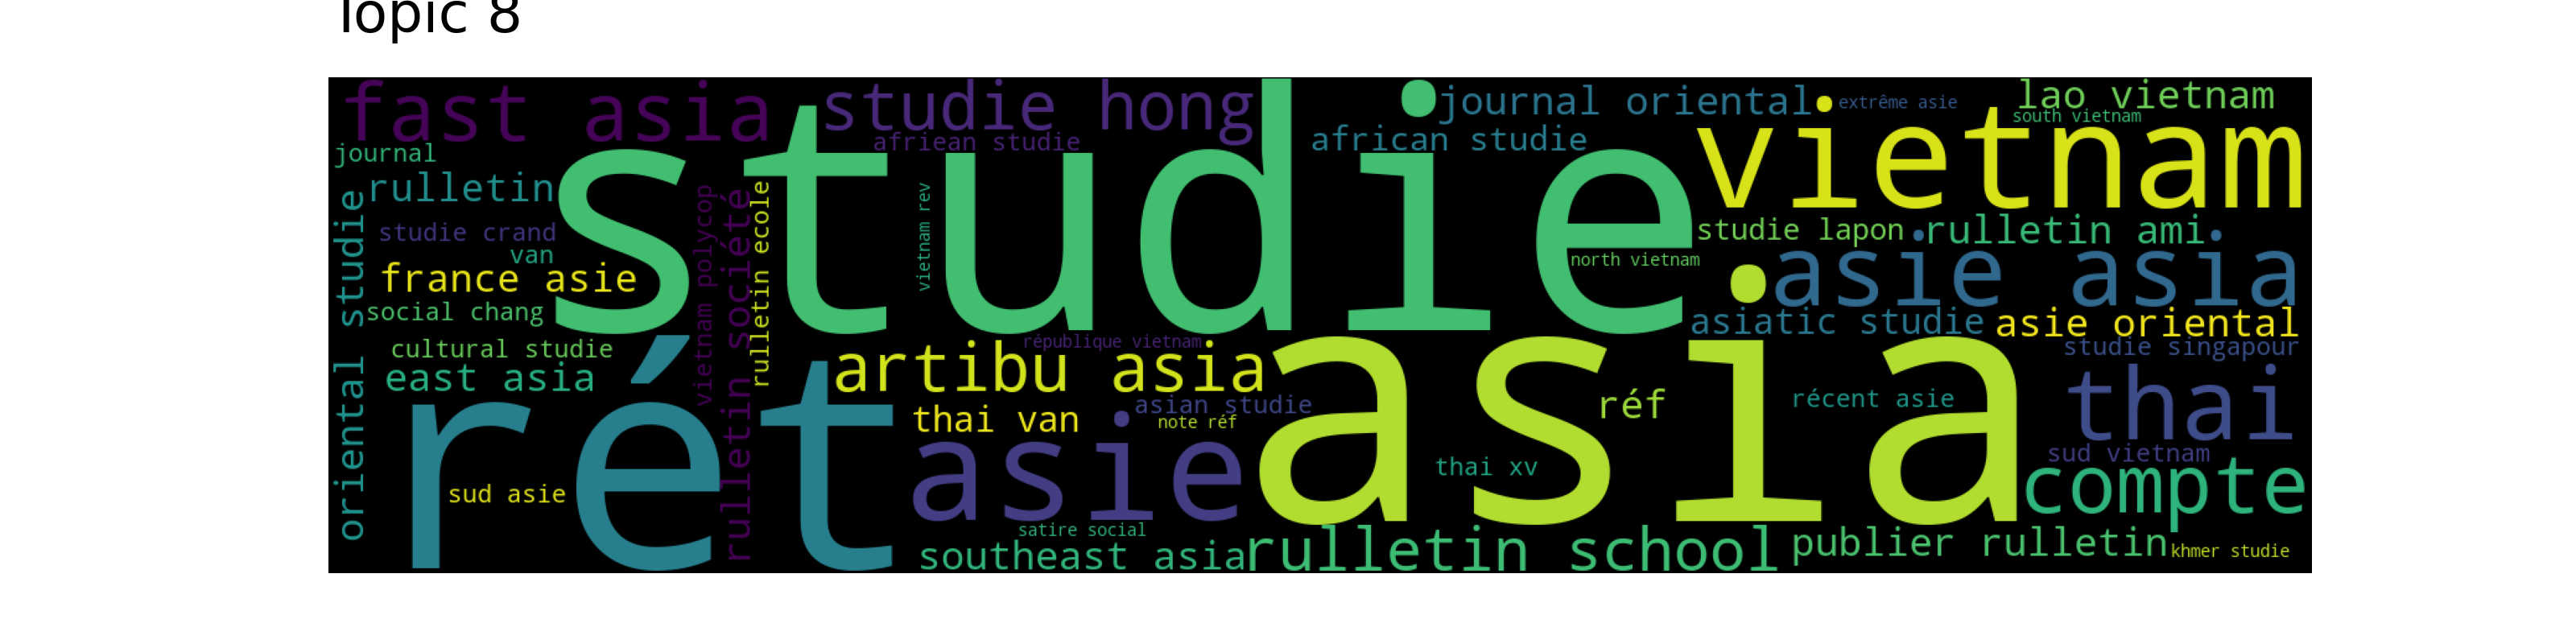 Topic 8
fast asia
studie hong
journal oriental
extrême asie
lao vietnam
south vietnam
afriean studie
african studie
journal
vietnam
studie
rulletin
oriental studie
studie crand
van
france asie
social chang
vietnam polycop
rulletin société
rulletin ecole
vietnam rev
north vietnam
studie lapon
rulletin ami
asie asia
asiatic studie
asie oriental
république vietnam
studie singapour
cultural studie
east asia
artibu asia
asia
rét
thai van
asian studie
note réf
réf
récent asie
thai
asie
thai xv
sud vietnam
compte
sud asie
satire social
southeast asia
rulletin school
publier rulletin
khmer studie